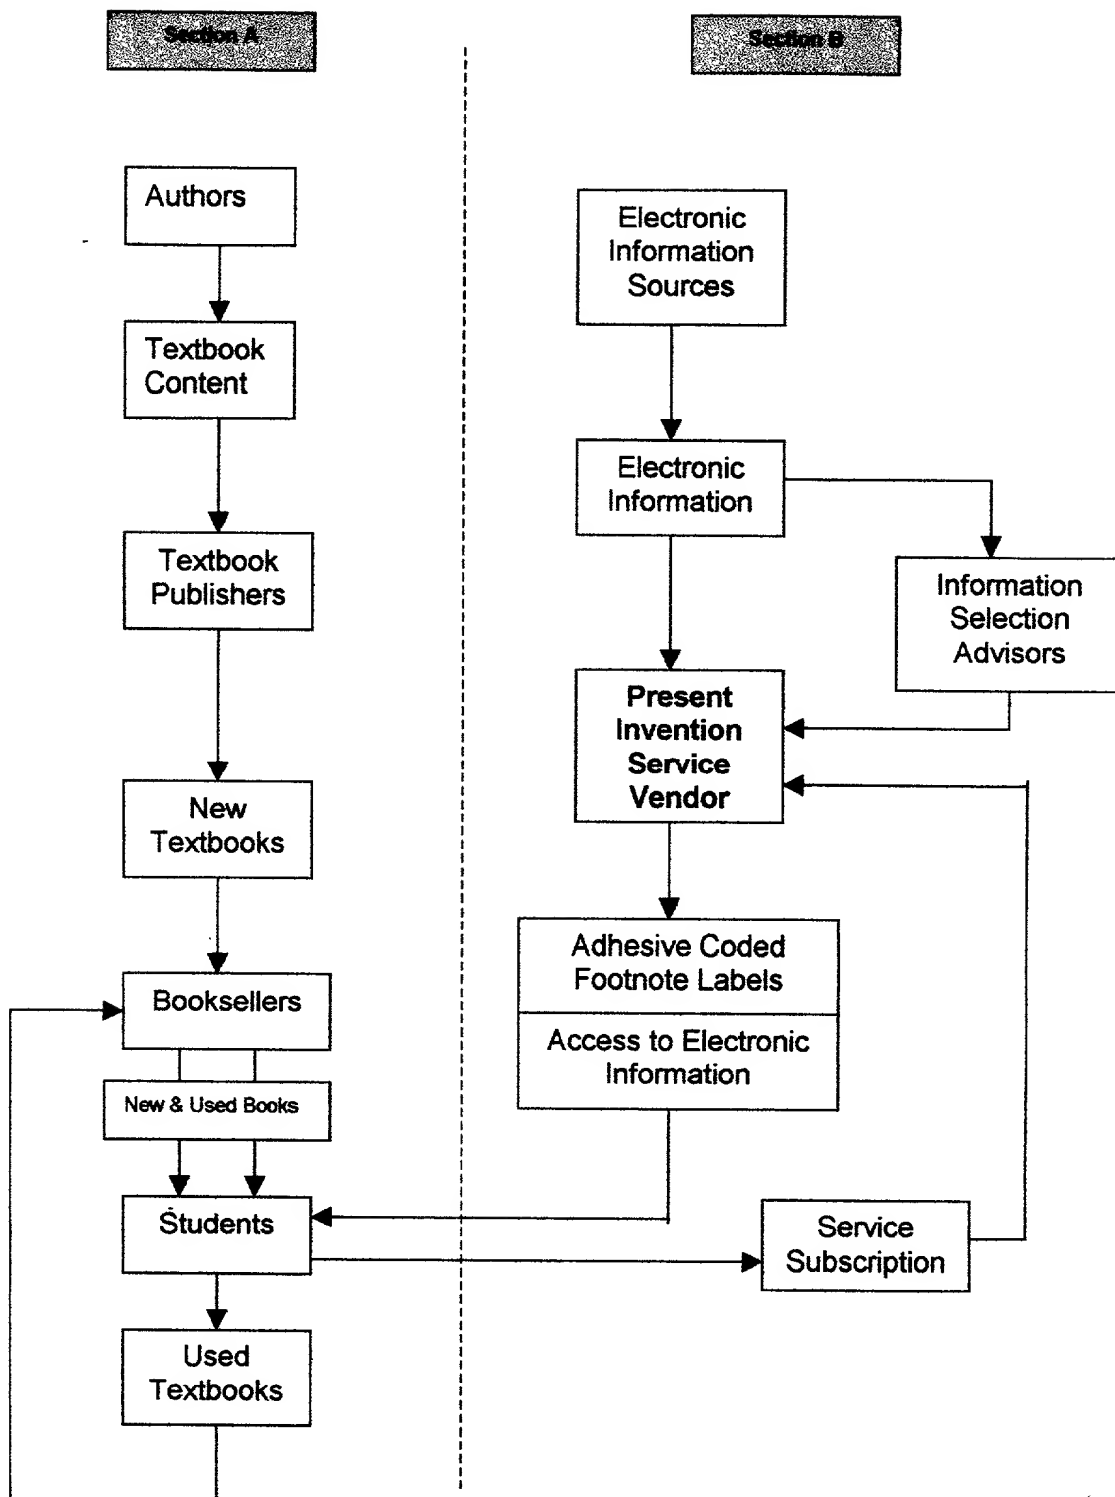 Section A
Section B
Authors
Textbook
Content
Textbook
Publishers
New
Textbooks
Booksellers
New & Used Books
Students
Used
Textbooks
Electronic
Information
Sources
Electronic
Information
Information
Selection
Advisors
Present
Invention
Service
Vendor
Adhesive Coded
Footnote Labels
Access to Electronic
Information
Service
Subscription